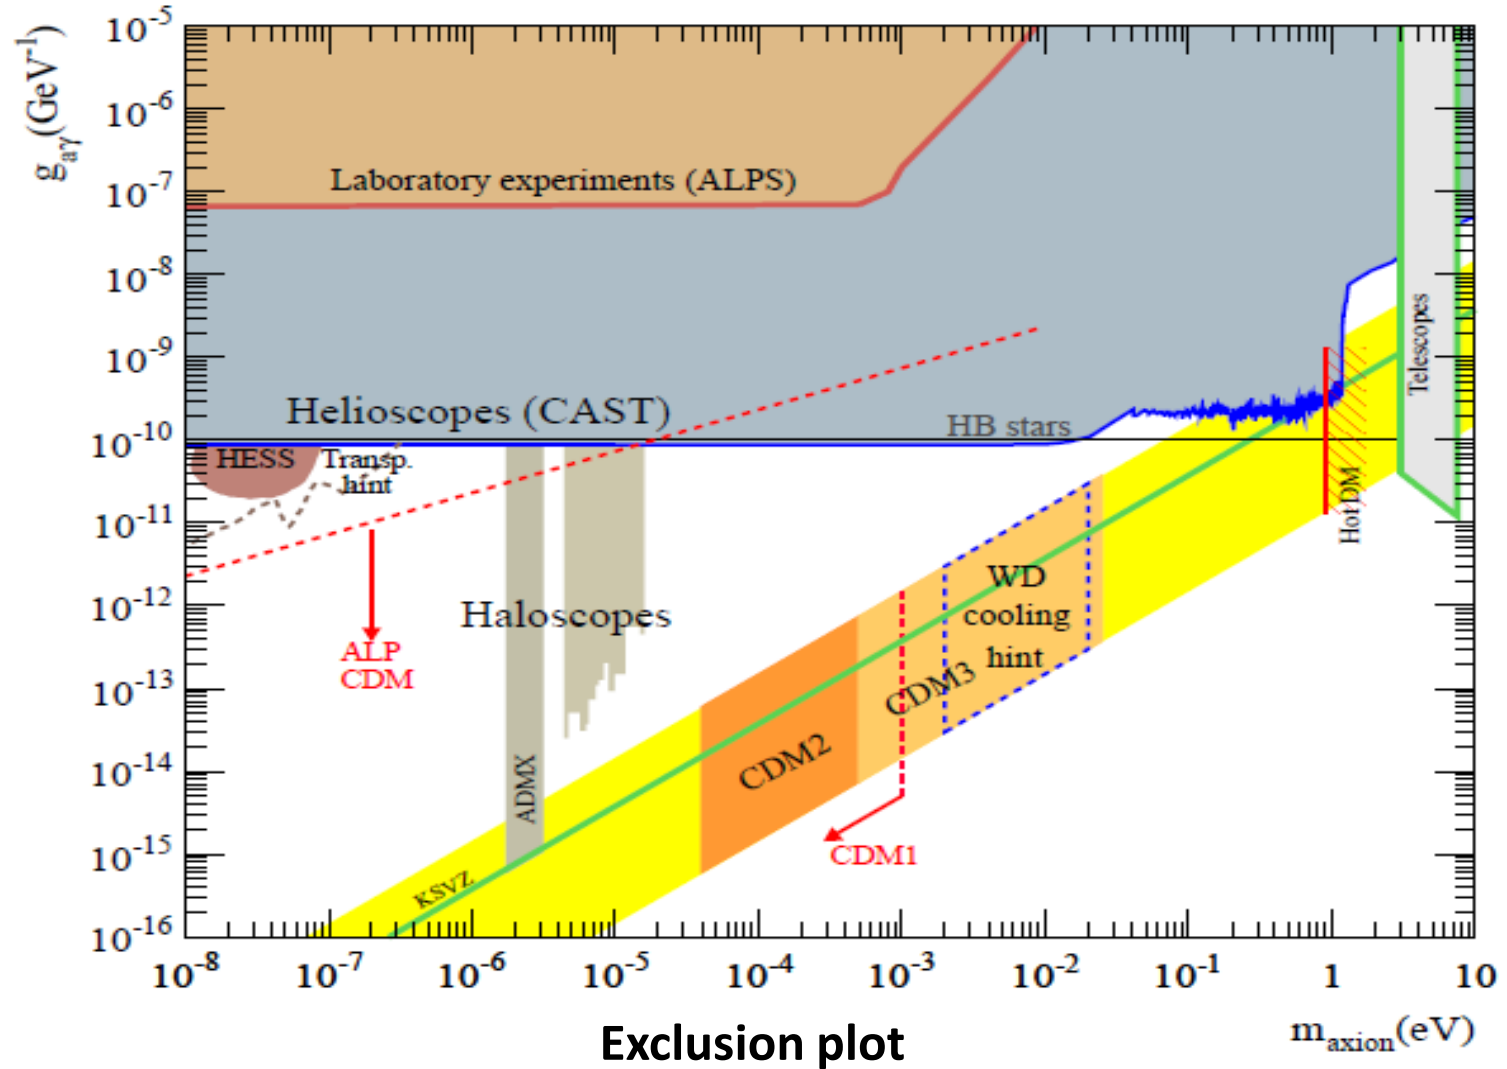 10⁻⁵
10⁻⁶
10⁻⁷
10⁻⁸
10⁻⁹
10⁻¹⁰
10⁻¹¹
10⁻¹²
10⁻¹³
10⁻¹⁴
10⁻¹⁵
10⁻¹⁶
g_aγ(GeV⁻¹)
Laboratory experiments (ALPS)
Helioscopes (CAST)
HB stars
Telescopes
HESS
Transp.
hint
Hot DM
ALP
CDM
Haloscopes
ADMX
WD
cooling
hint
CDM3
CDM2
CDM1
KSVZ
10⁻⁸ 10⁻⁷ 10⁻⁶ 10⁻⁵ 10⁻⁴ 10⁻³ 10⁻² 10⁻¹ 1 10
m_axion(eV)
Exclusion plot